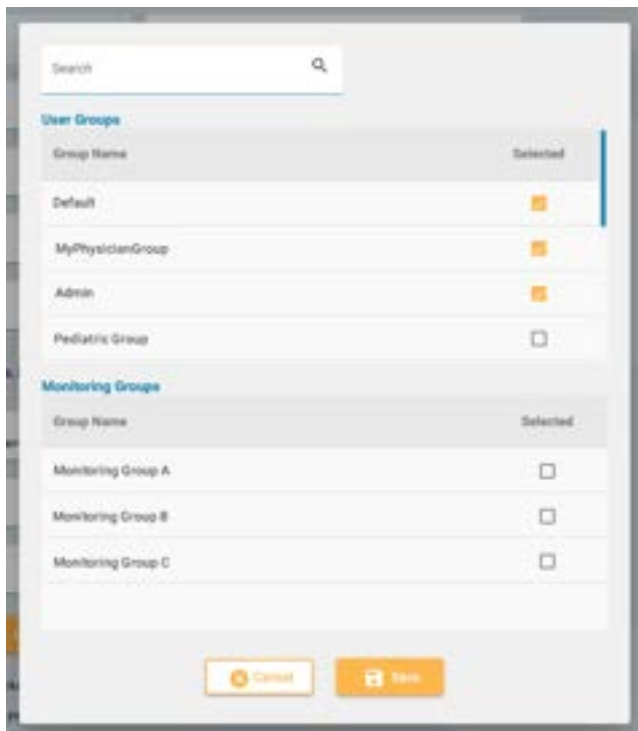 Search
User Groups
Group Name Selected
Default
MyPhysicianGroup
Admin
Pediatric Group
Monitoring Groups
Group Name Selected
Monitoring Group A
Monitoring Group B
Monitoring Group C
Cancel Save